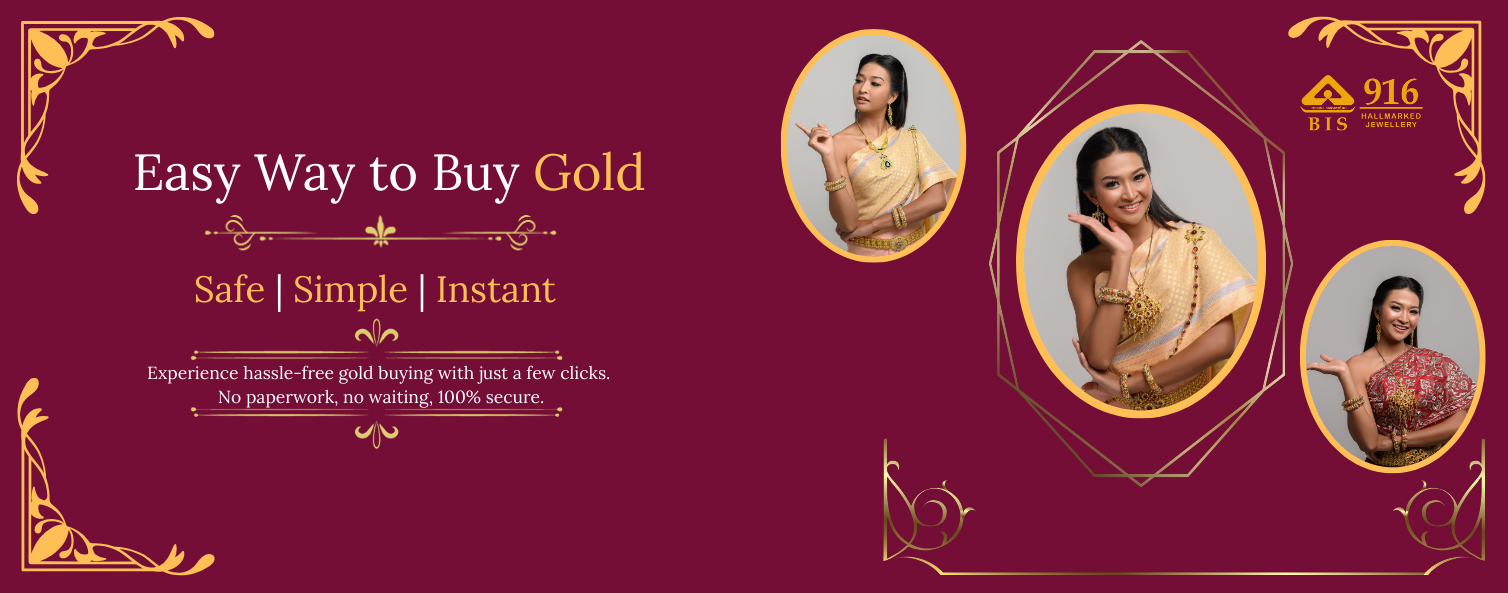 Easy Way to Buy Gold
Safe | Simple | Instant
Experience hassle-free gold buying with just a few clicks.
No paperwork, no waiting, 100% secure.
BIS
916
HALLMARKED
JEWELLERY